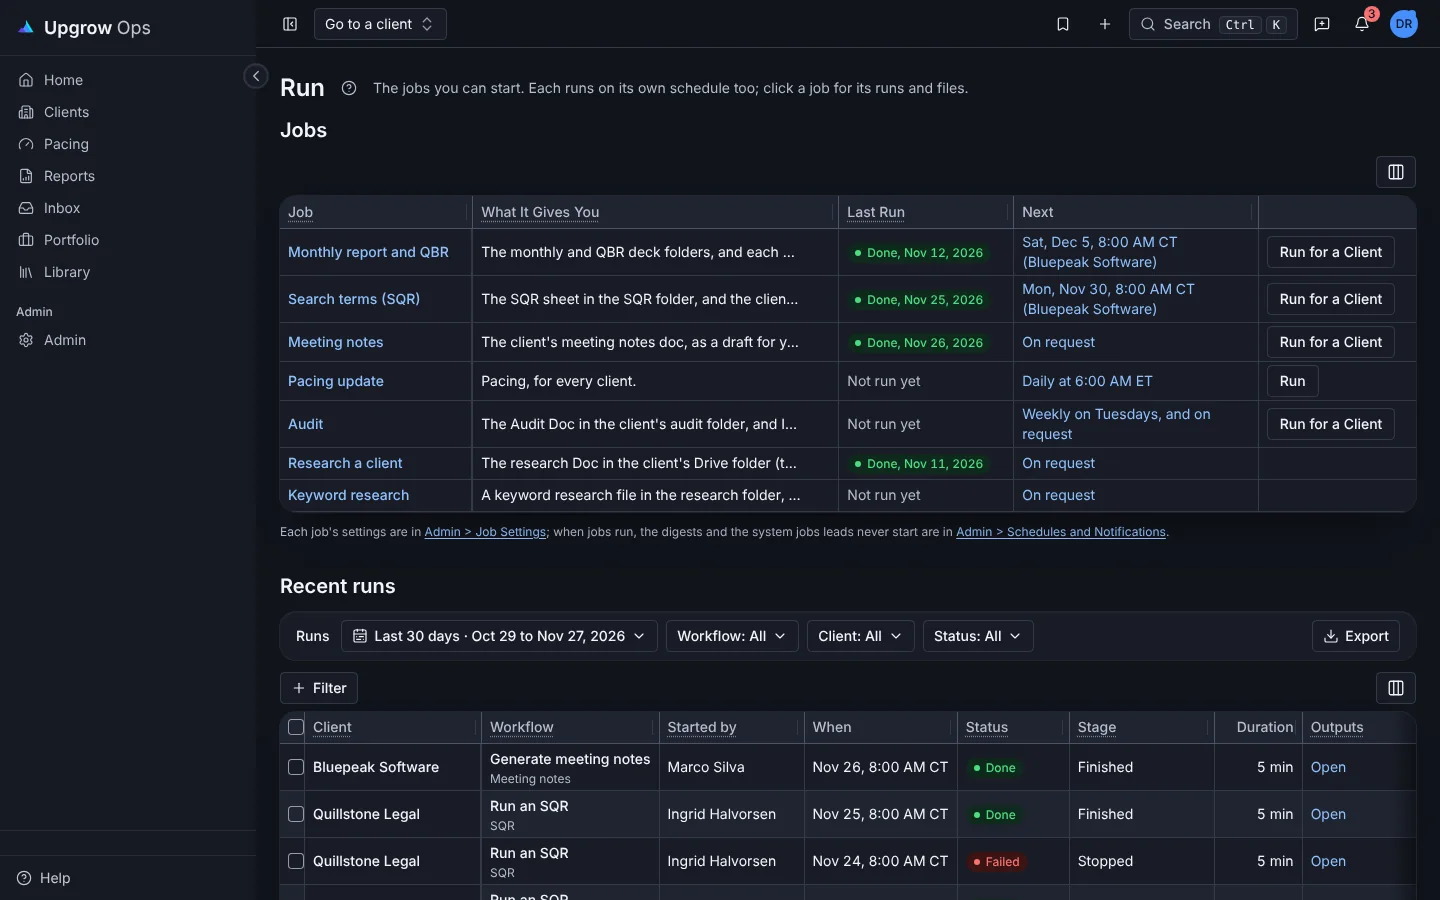 Upgrow Ops
Go to a client
Search Ctrl K
3
DR
Home
Clients
Pacing
Reports
Inbox
Portfolio
Library
Admin
Admin
Help
Run
The jobs you can start. Each runs on its own schedule too; click a job for its runs and files.
Jobs
Job What It Gives You Last Run Next
Monthly report and QBR The monthly and QBR deck folders, and each ... Done, Nov 12, 2026 Sat, Dec 5, 8:00 AM CT (Bluepeak Software) Run for a Client
Search terms (SQR) The SQR sheet in the SQR folder, and the clien... Done, Nov 25, 2026 Mon, Nov 30, 8:00 AM CT (Bluepeak Software) Run for a Client
Meeting notes The client's meeting notes doc, as a draft for y... Done, Nov 26, 2026 On request Run for a Client
Pacing update Pacing, for every client. Not run yet Daily at 6:00 AM ET Run
Audit The Audit Doc in the client's audit folder, and I... Not run yet Weekly on Tuesdays, and on request Run for a Client
Research a client The research Doc in the client's Drive folder (t... Done, Nov 11, 2026 On request
Keyword research A keyword research file in the research folder, ... Not run yet On request
Each job's settings are in Admin > Job Settings; when jobs run, the digests and the system jobs leads never start are in Admin > Schedules and Notifications.
Recent runs
Runs Last 30 days · Oct 29 to Nov 27, 2026 Workflow: All Client: All Status: All Export
Filter
Client Workflow Started by When Status Stage Duration Outputs
Bluepeak Software Generate meeting notes Meeting notes Marco Silva Nov 26, 8:00 AM CT Done Finished 5 min Open
Quillstone Legal Run an SQR SQR Ingrid Halvorsen Nov 25, 8:00 AM CT Done Finished 5 min Open
Quillstone Legal Run an SQR SQR Ingrid Halvorsen Nov 24, 8:00 AM CT Failed Stopped 5 min Open
Run an SQR